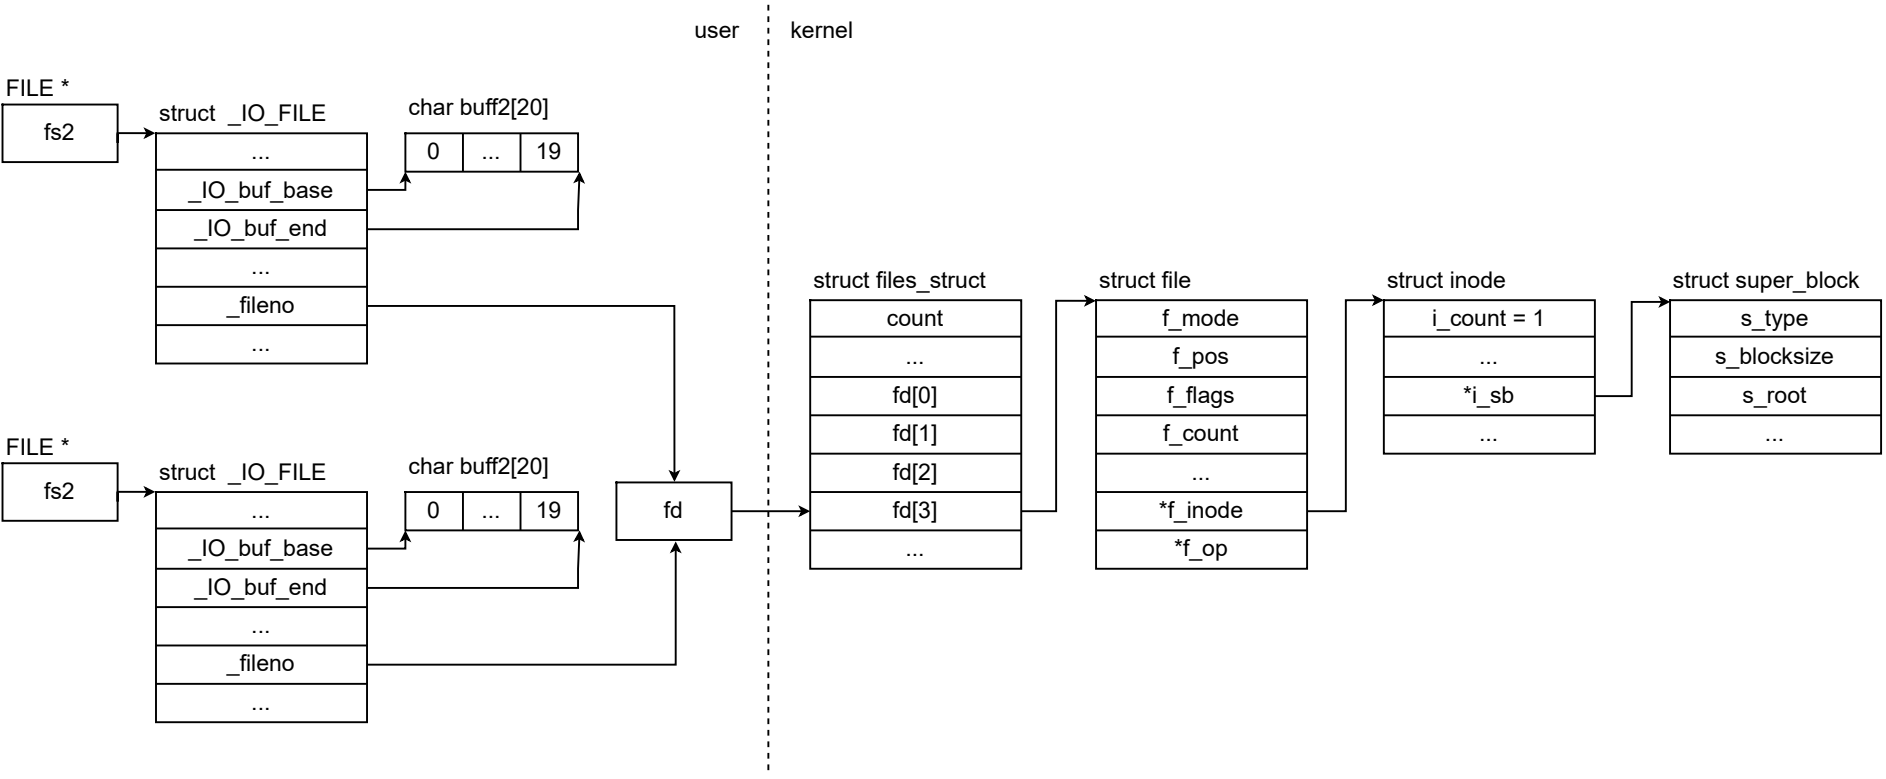 user
kernel
FILE *
fs2
struct _IO_FILE
...
_IO_buf_base
_IO_buf_end
...
_fileno
...
char buff2[20]
0 ... 19
FILE *
fs2
struct _IO_FILE
...
_IO_buf_base
_IO_buf_end
...
_fileno
...
char buff2[20]
0 ... 19
fd
struct files_struct
count
...
fd[0]
fd[1]
fd[2]
fd[3]
...
struct file
f_mode
f_pos
f_flags
f_count
...
*f_inode
*f_op
struct inode
i_count = 1
...
*i_sb
...
struct super_block
s_type
s_blocksize
s_root
...